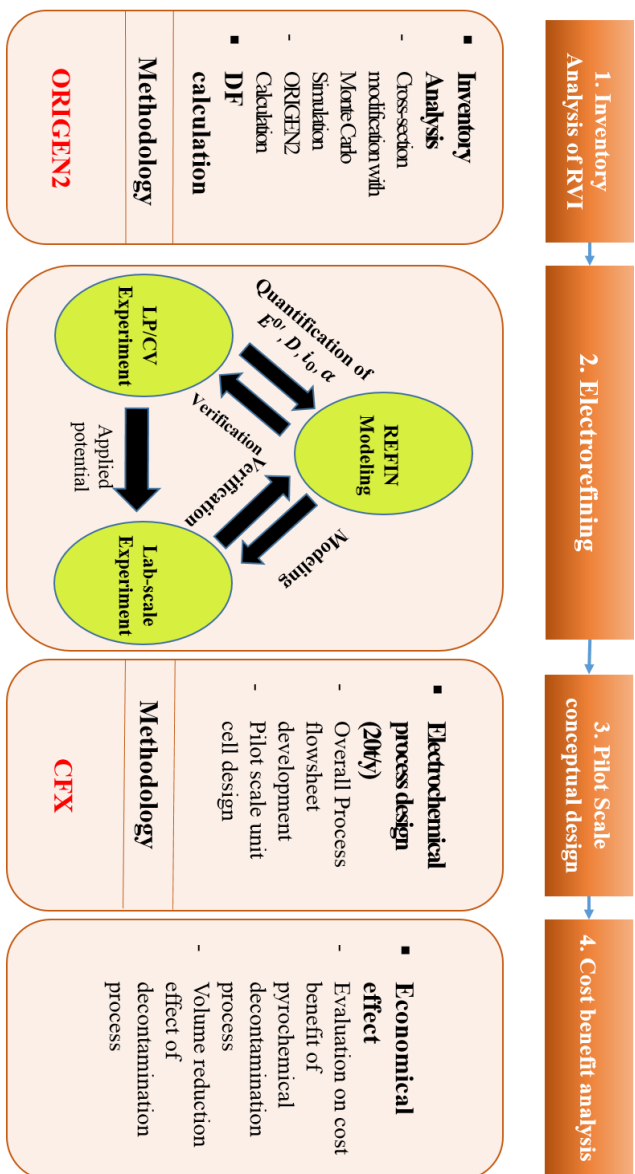 1. Inventory
Analysis of RVI
2. Electrorefining
3. Pilot Scale
conceptual design
4. Cost benefit analysis
▪ Inventory
Analysis
- Cross-section
modification with
Monte Carlo
Simulation
- ORIGEN2
Calculation
▪ DF
calculation
Methodology
ORIGEN2
REFIN
Modeling
Quantification of
E⁰′, D, i₀, α
Verification
Verification
Modeling
LP/CV
Experiment
Applied
potential
Lab-scale
Experiment
▪ Electrochemical
process design
(20t/y)
- Overall Process
flowsheet
development
- Pilot scale unit
cell design
Methodology
CFX
▪ Economical
effect
- Evaluation on cost
benefit of
pyrochemical
decontamination
process
- Volume reduction
effect of
decontamination
process